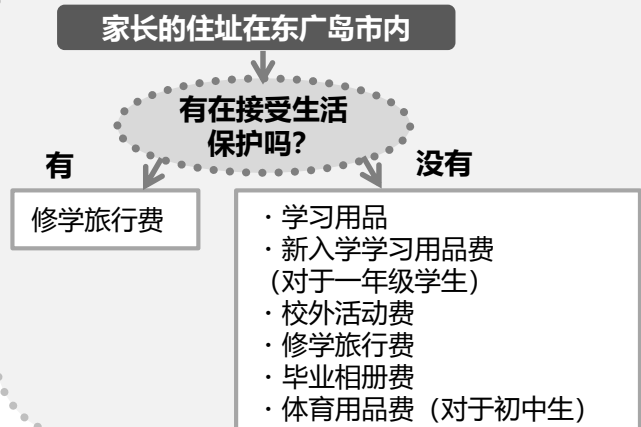 家长的住址在东广岛市内
有在接受生活
保护吗?
有
没有
修学旅行费
・学习用品
・新入学学习用品费
(对于一年级学生)
・校外活动费
・修学旅行费
・毕业相册费
・体育用品费（对于初中生）